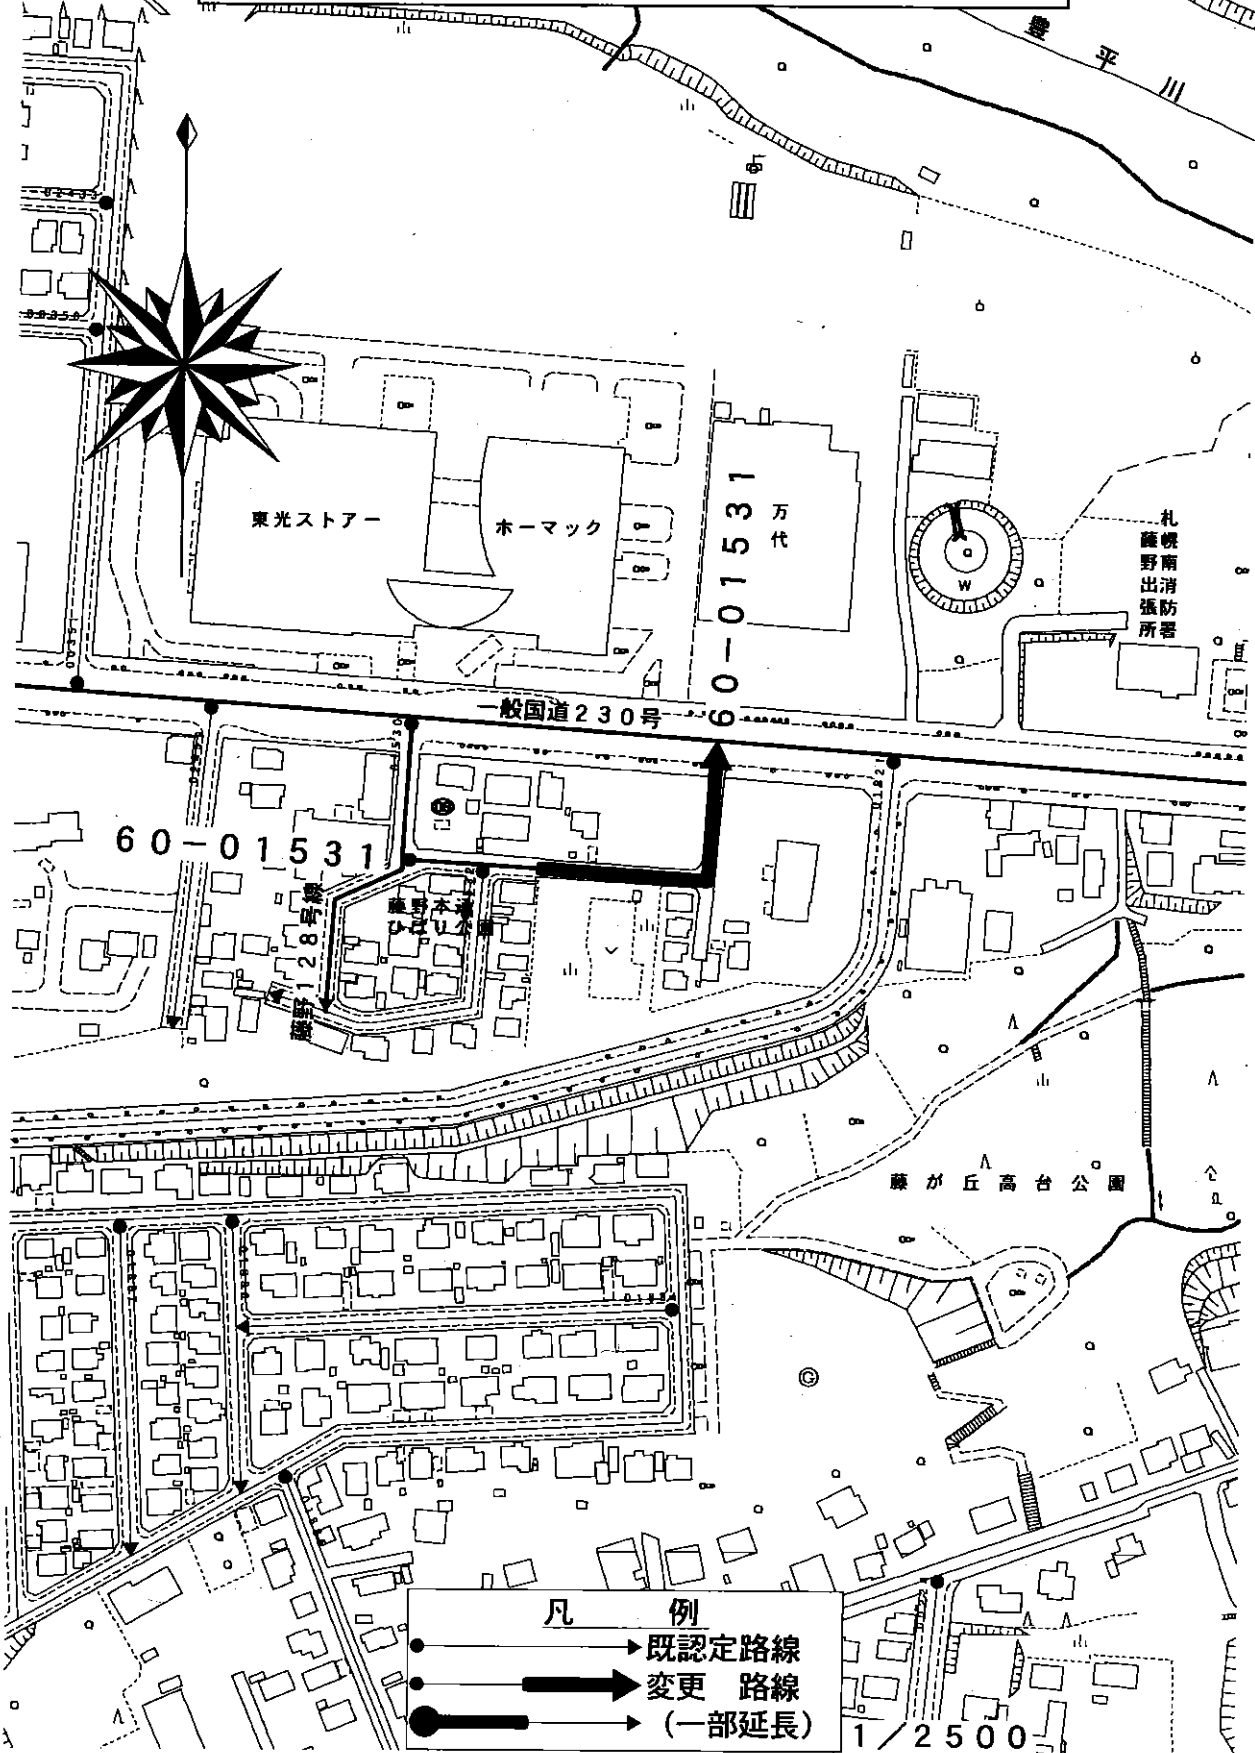 豊平川
02433
東光ストアー
ホーマック
60-01531
万代
W
札幌南消防署
藤野出張所
一般国道230号
01530
01821
60-01531
藤野128号線
藤野本通
ひばり公園
藤が丘高台公園
G
凡 例
既認定路線
変更 路線
(一部延長)
1/2500